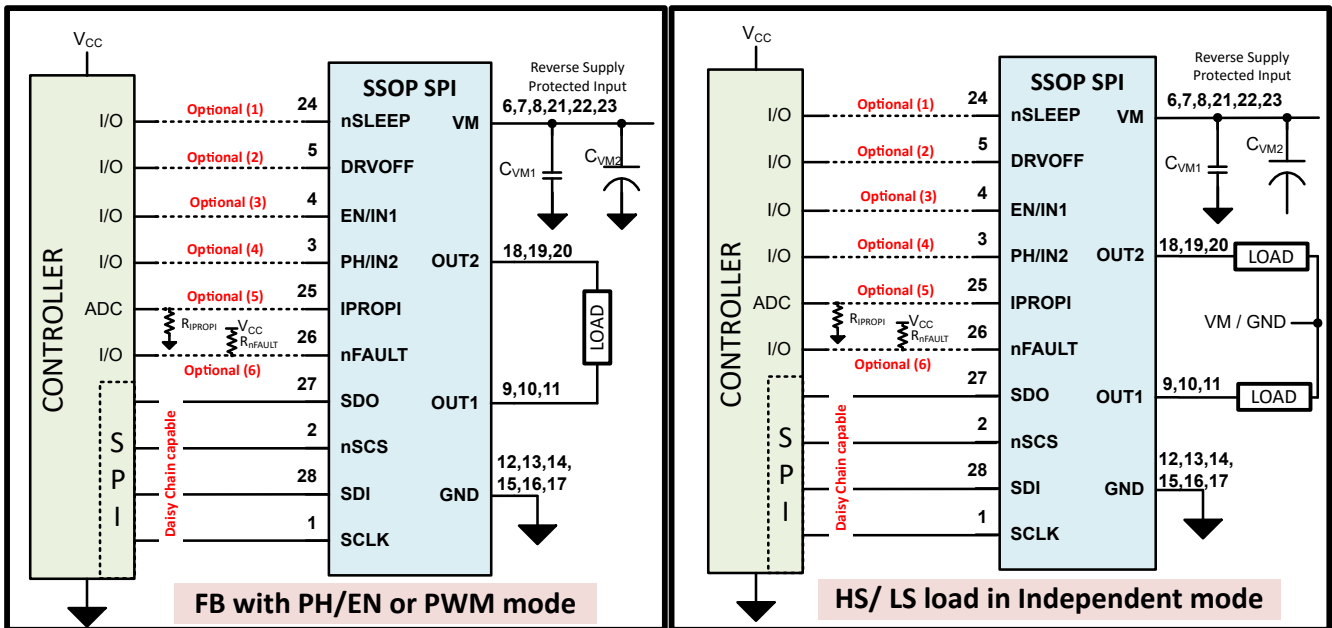 VCC
CONTROLLER
I/O
I/O
I/O
I/O
ADC
I/O
SPI
Optional (1)
Optional (2)
Optional (3)
Optional (4)
Optional (5)
RIPROPI
VCC
RnFAULT
Optional (6)
Daisy Chain capable
24
5
4
3
25
26
27
2
28
1
SSOP SPI
nSLEEP
DRVOFF
EN/IN1
PH/IN2
IPROPI
nFAULT
SDO
nSCS
SDI
SCLK
VM
OUT2
OUT1
GND
Reverse Supply
Protected Input
6,7,8,21,22,23
CVM1
CVM2
18,19,20
LOAD
9,10,11
12,13,14,
15,16,17
FB with PH/EN or PWM mode
VCC
CONTROLLER
I/O
I/O
I/O
I/O
ADC
I/O
SPI
Optional (1)
Optional (2)
Optional (3)
Optional (4)
Optional (5)
RIPROPI
VCC
RnFAULT
Optional (6)
Daisy Chain capable
24
5
4
3
25
26
27
2
28
1
SSOP SPI
nSLEEP
DRVOFF
EN/IN1
PH/IN2
IPROPI
nFAULT
SDO
nSCS
SDI
SCLK
VM
OUT2
OUT1
GND
Reverse Supply
Protected Input
6,7,8,21,22,23
CVM1
CVM2
18,19,20
LOAD
VM / GND
9,10,11
LOAD
12,13,14,
15,16,17
HS/ LS load in Independent mode